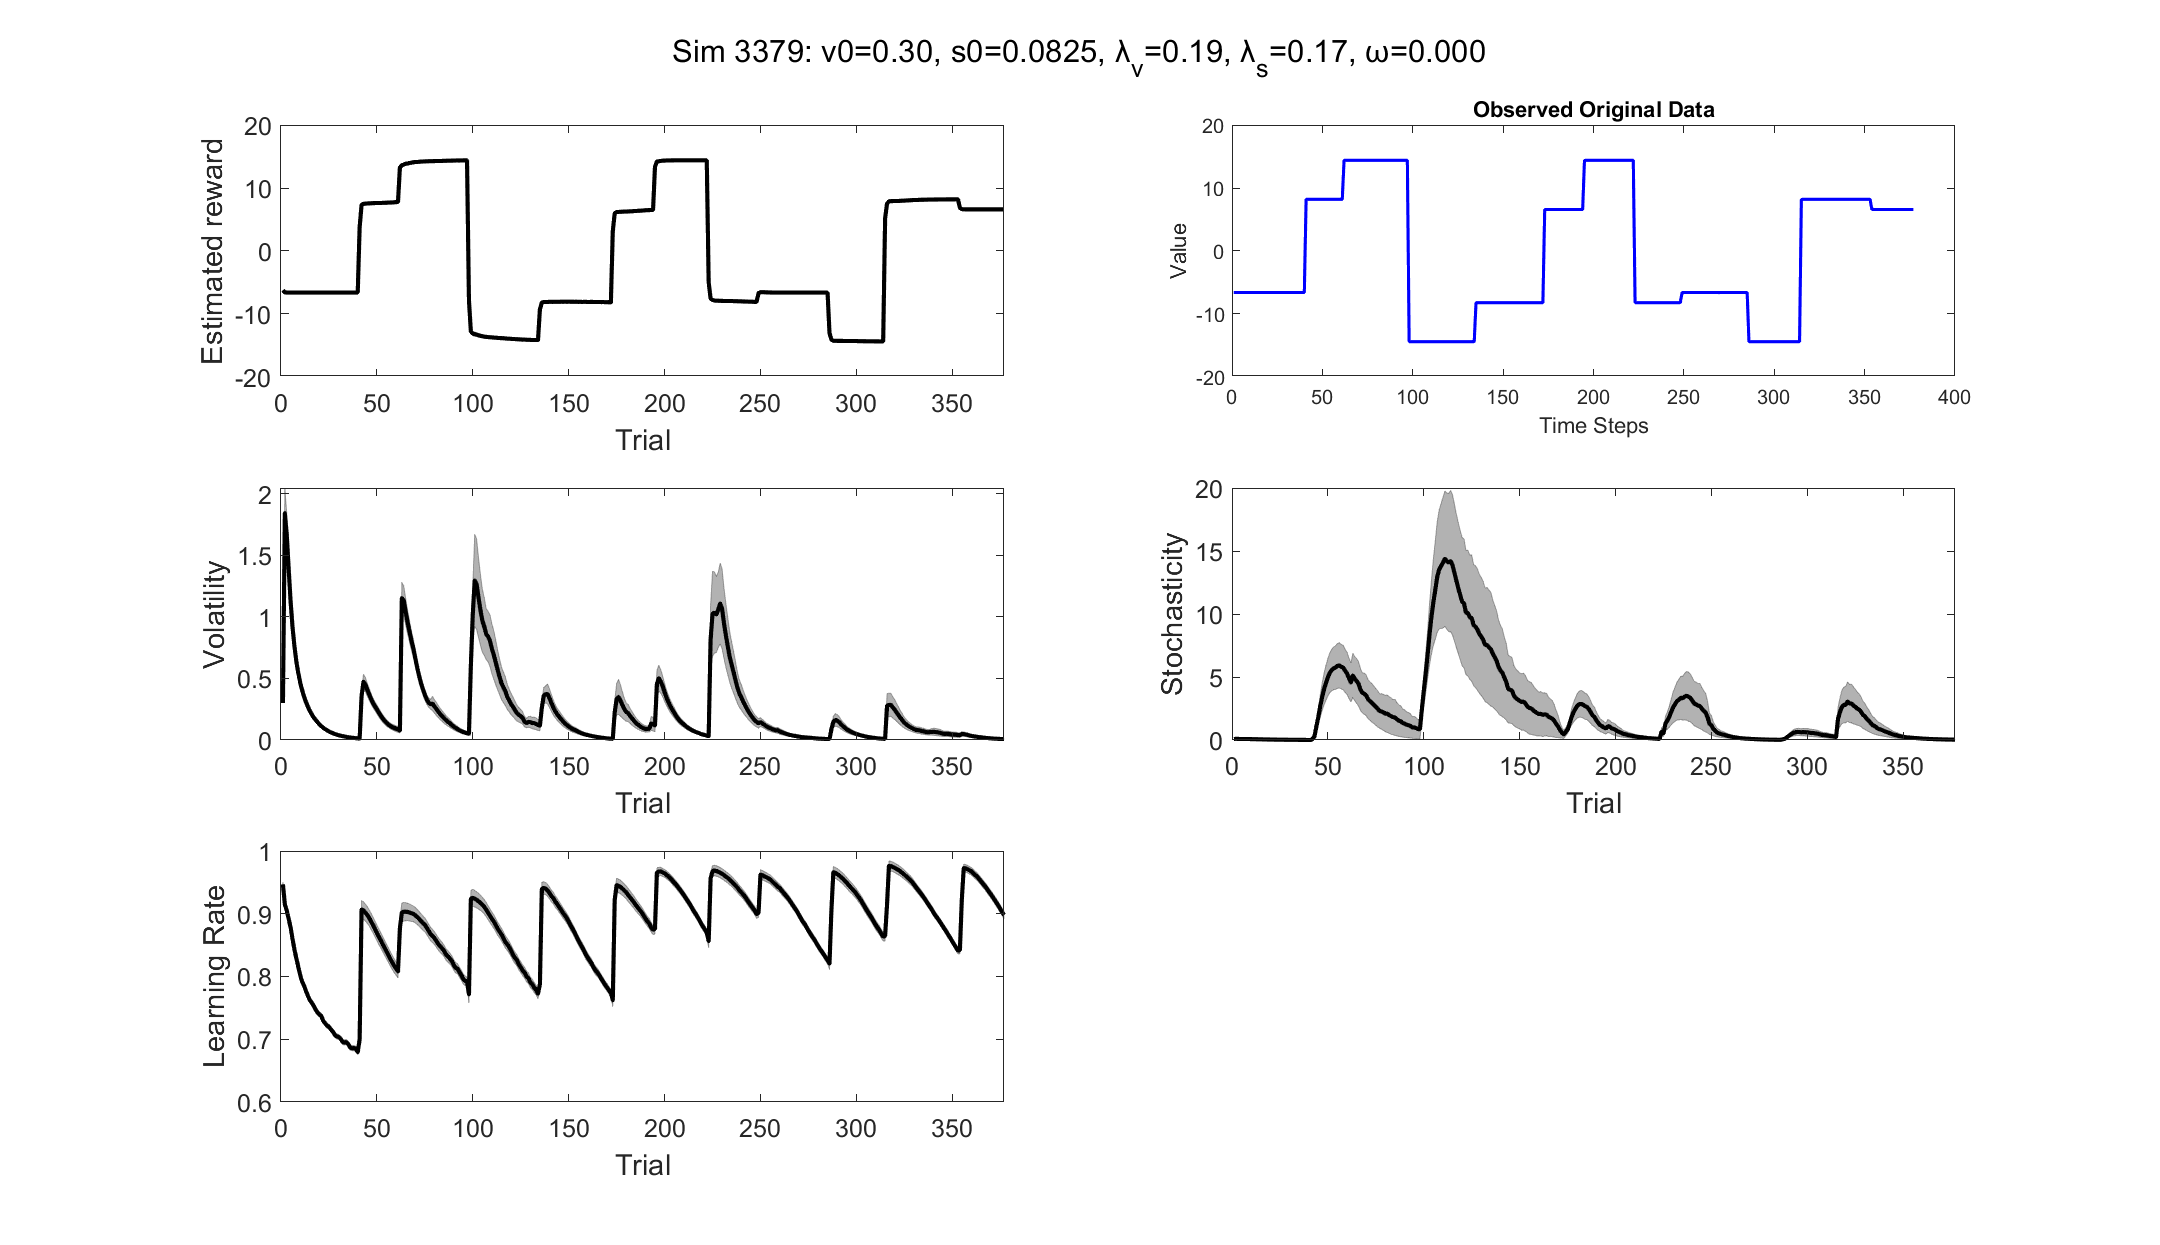 Sim 3379: v0=0.30, s0=0.0825, λv=0.19, λs=0.17, ω=0.000
Estimated reward
20
10
0
-10
-20
0 50 100 150 200 250 300 350
Trial
Observed Original Data
Value
20
10
0
-10
-20
0 50 100 150 200 250 300 350 400
Time Steps
Volatility
2
1.5
1
0.5
0
0 50 100 150 200 250 300 350
Trial
Stochasticity
20
15
10
5
0
0 50 100 150 200 250 300 350
Trial
Learning Rate
1
0.9
0.8
0.7
0.6
0 50 100 150 200 250 300 350
Trial